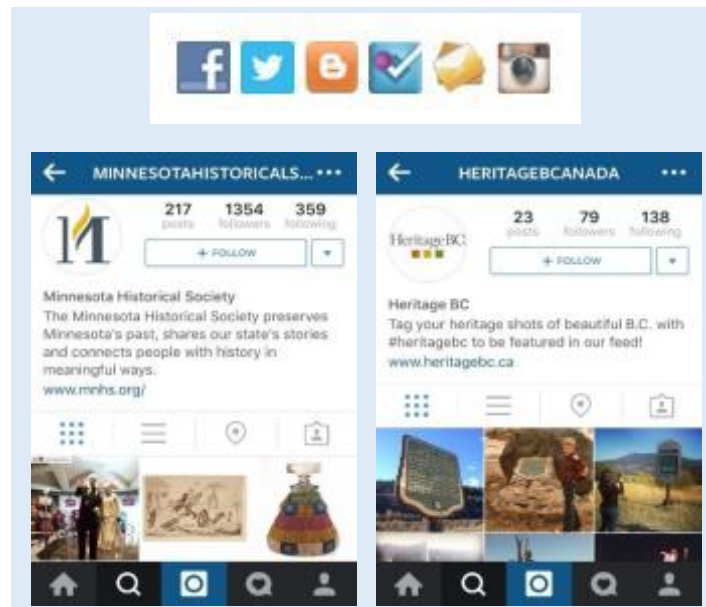 MINNESOTAHISTORICALS...
217 1354 359
posts followers following
+ FOLLOW
Minnesota Historical Society
The Minnesota Historical Society preserves
Minnesota's past, shares our state's stories
and connects people with history in
meaningful ways.
www.mnhs.org/
HERITAGEBCANADA
HeritageBC
23 79 138
posts followers following
+ FOLLOW
Heritage BC
Tag your heritage shots of beautiful B.C. with
#heritagebc to be featured in our feed!
www.heritagebc.ca